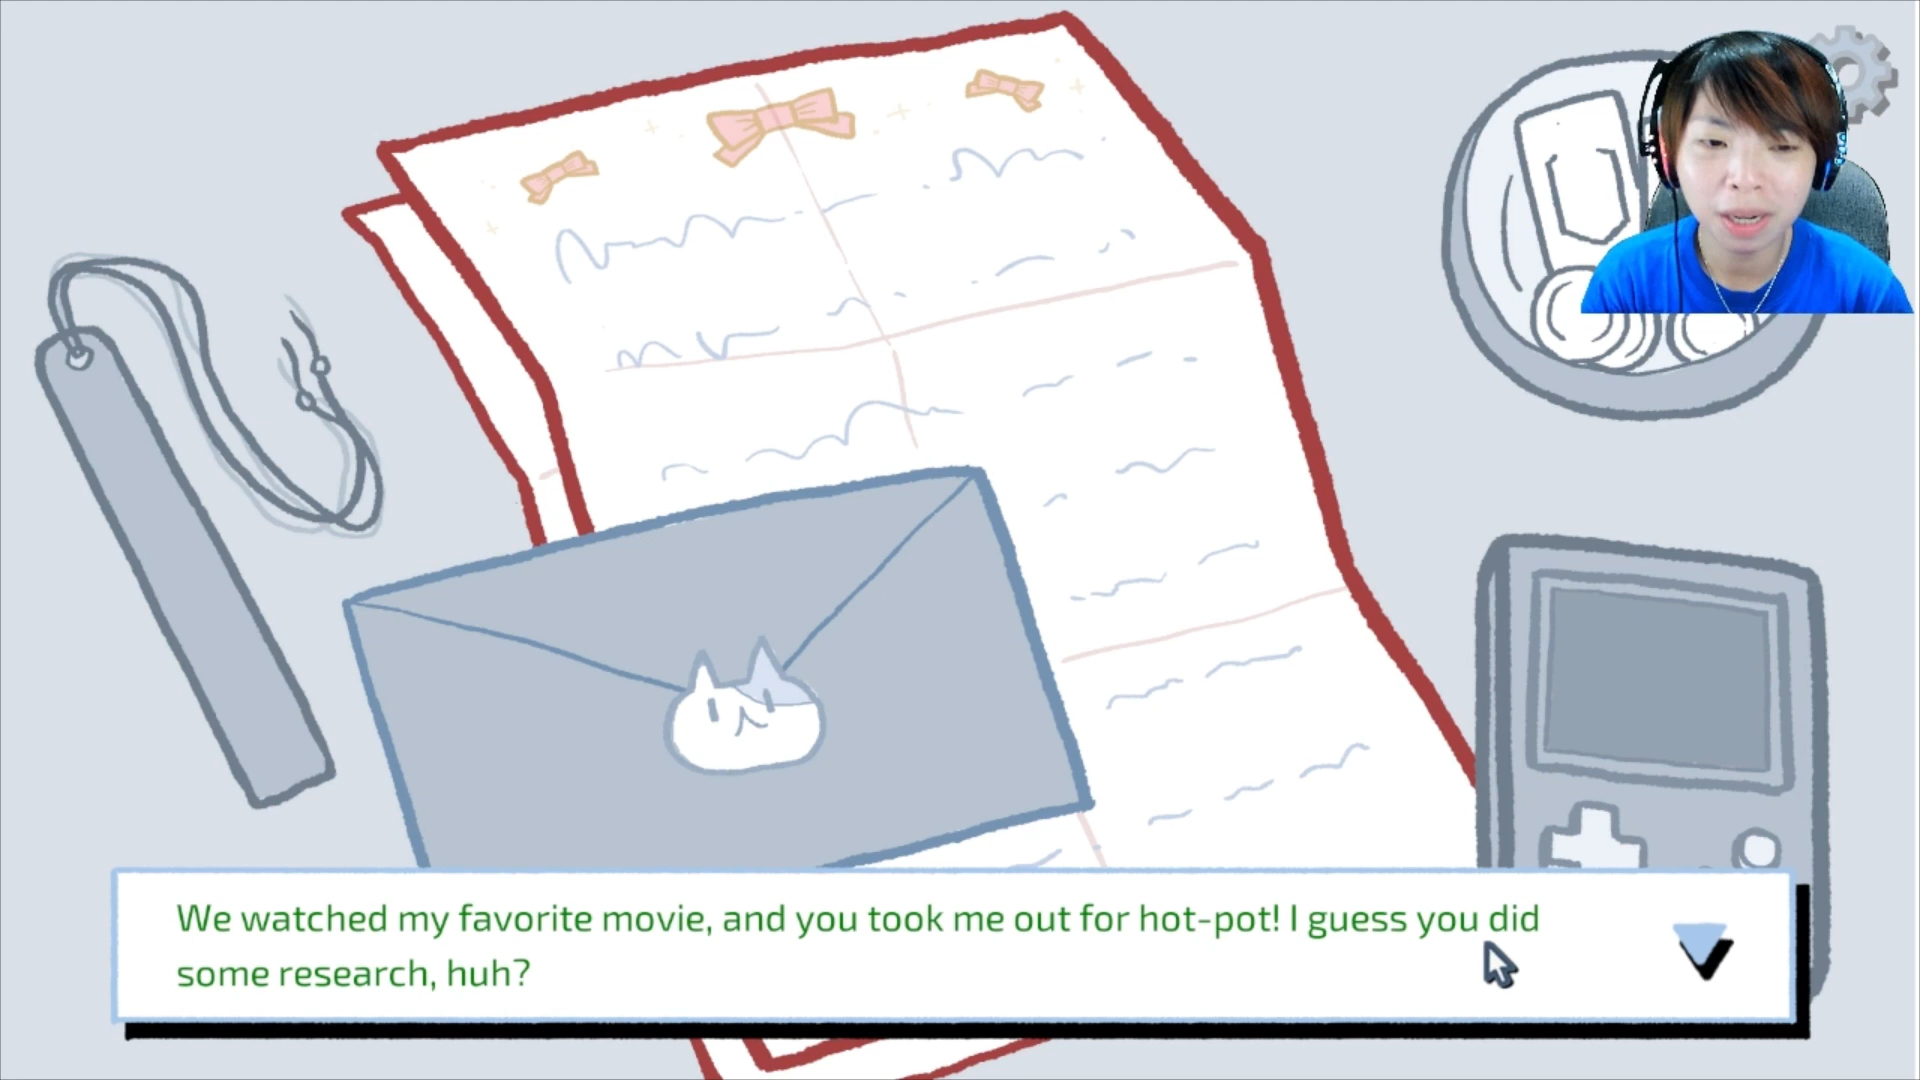 We watched my favorite movie, and you took me out for hot-pot! I guess you did
some research, huh?